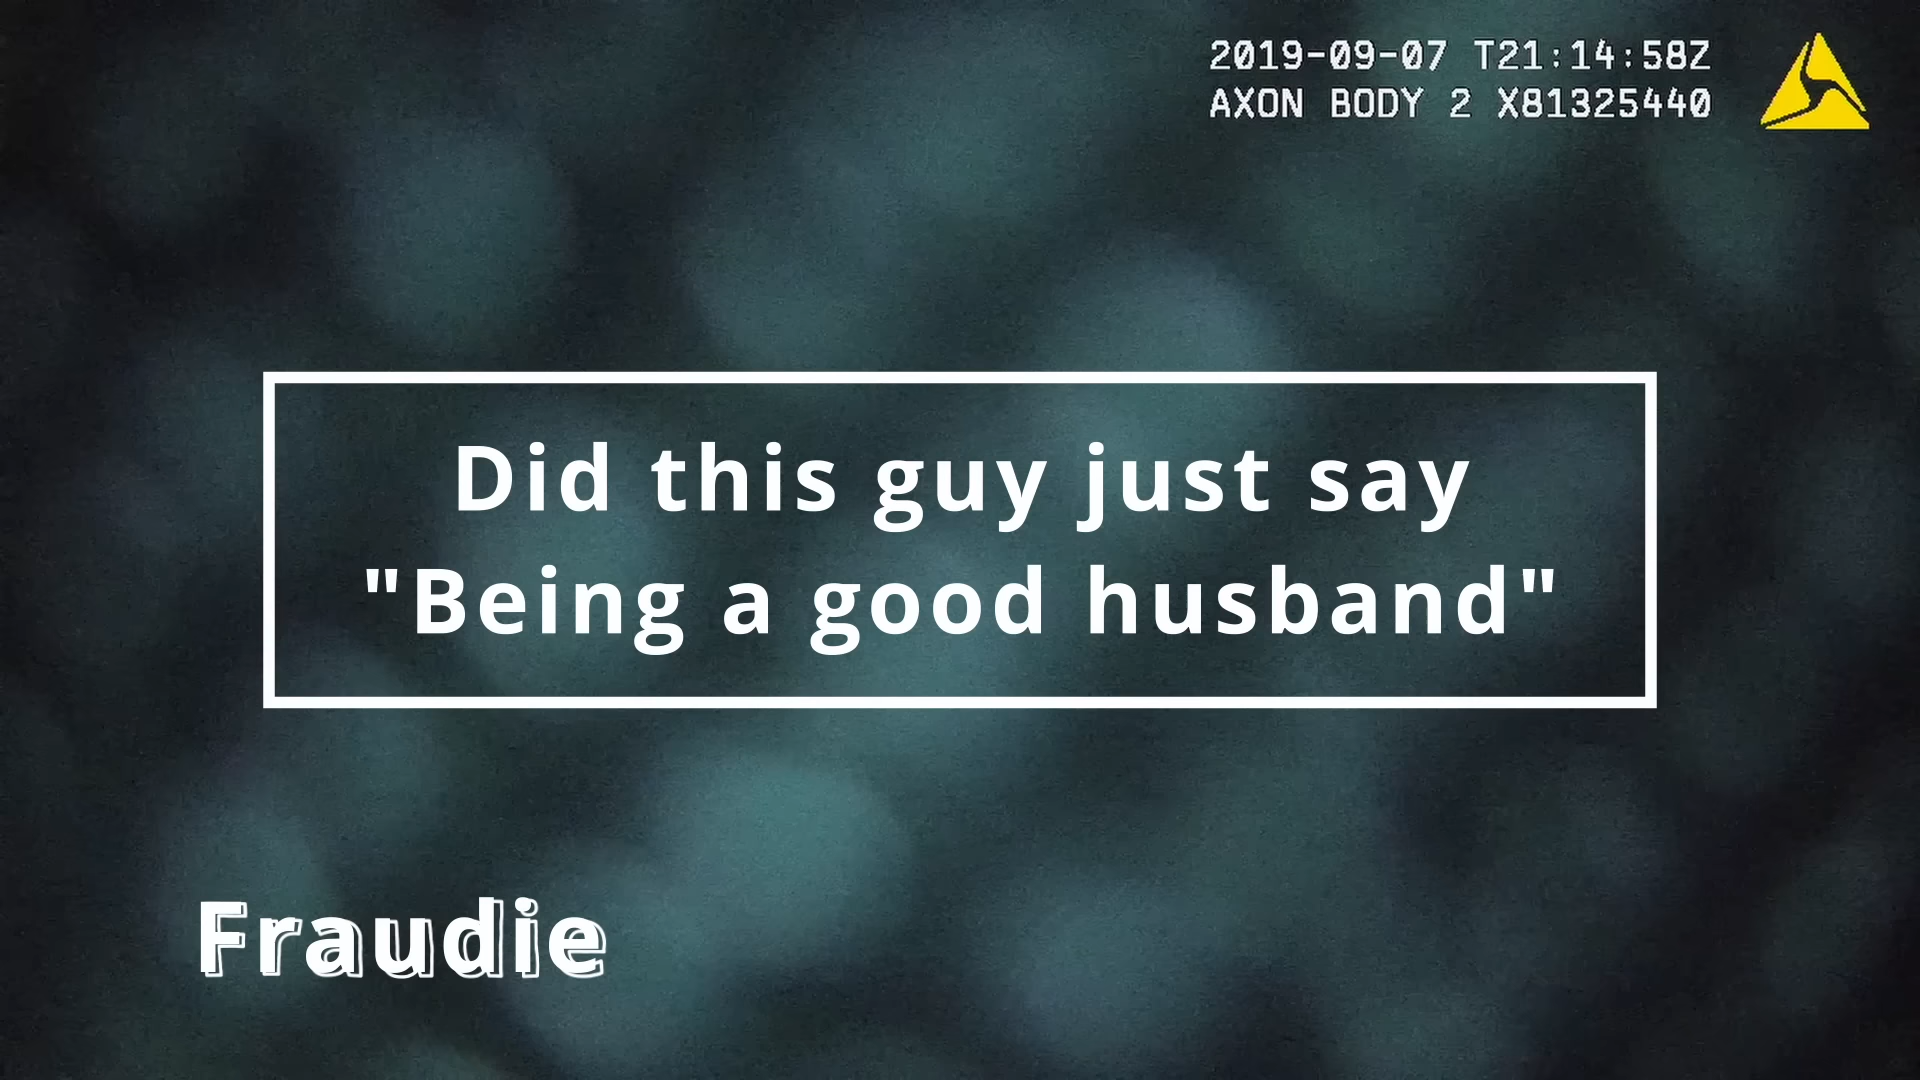 2019-09-07 T21:14:58Z
AXON BODY 2 X81325440
Did this guy just say
"Being a good husband"
Fraudie